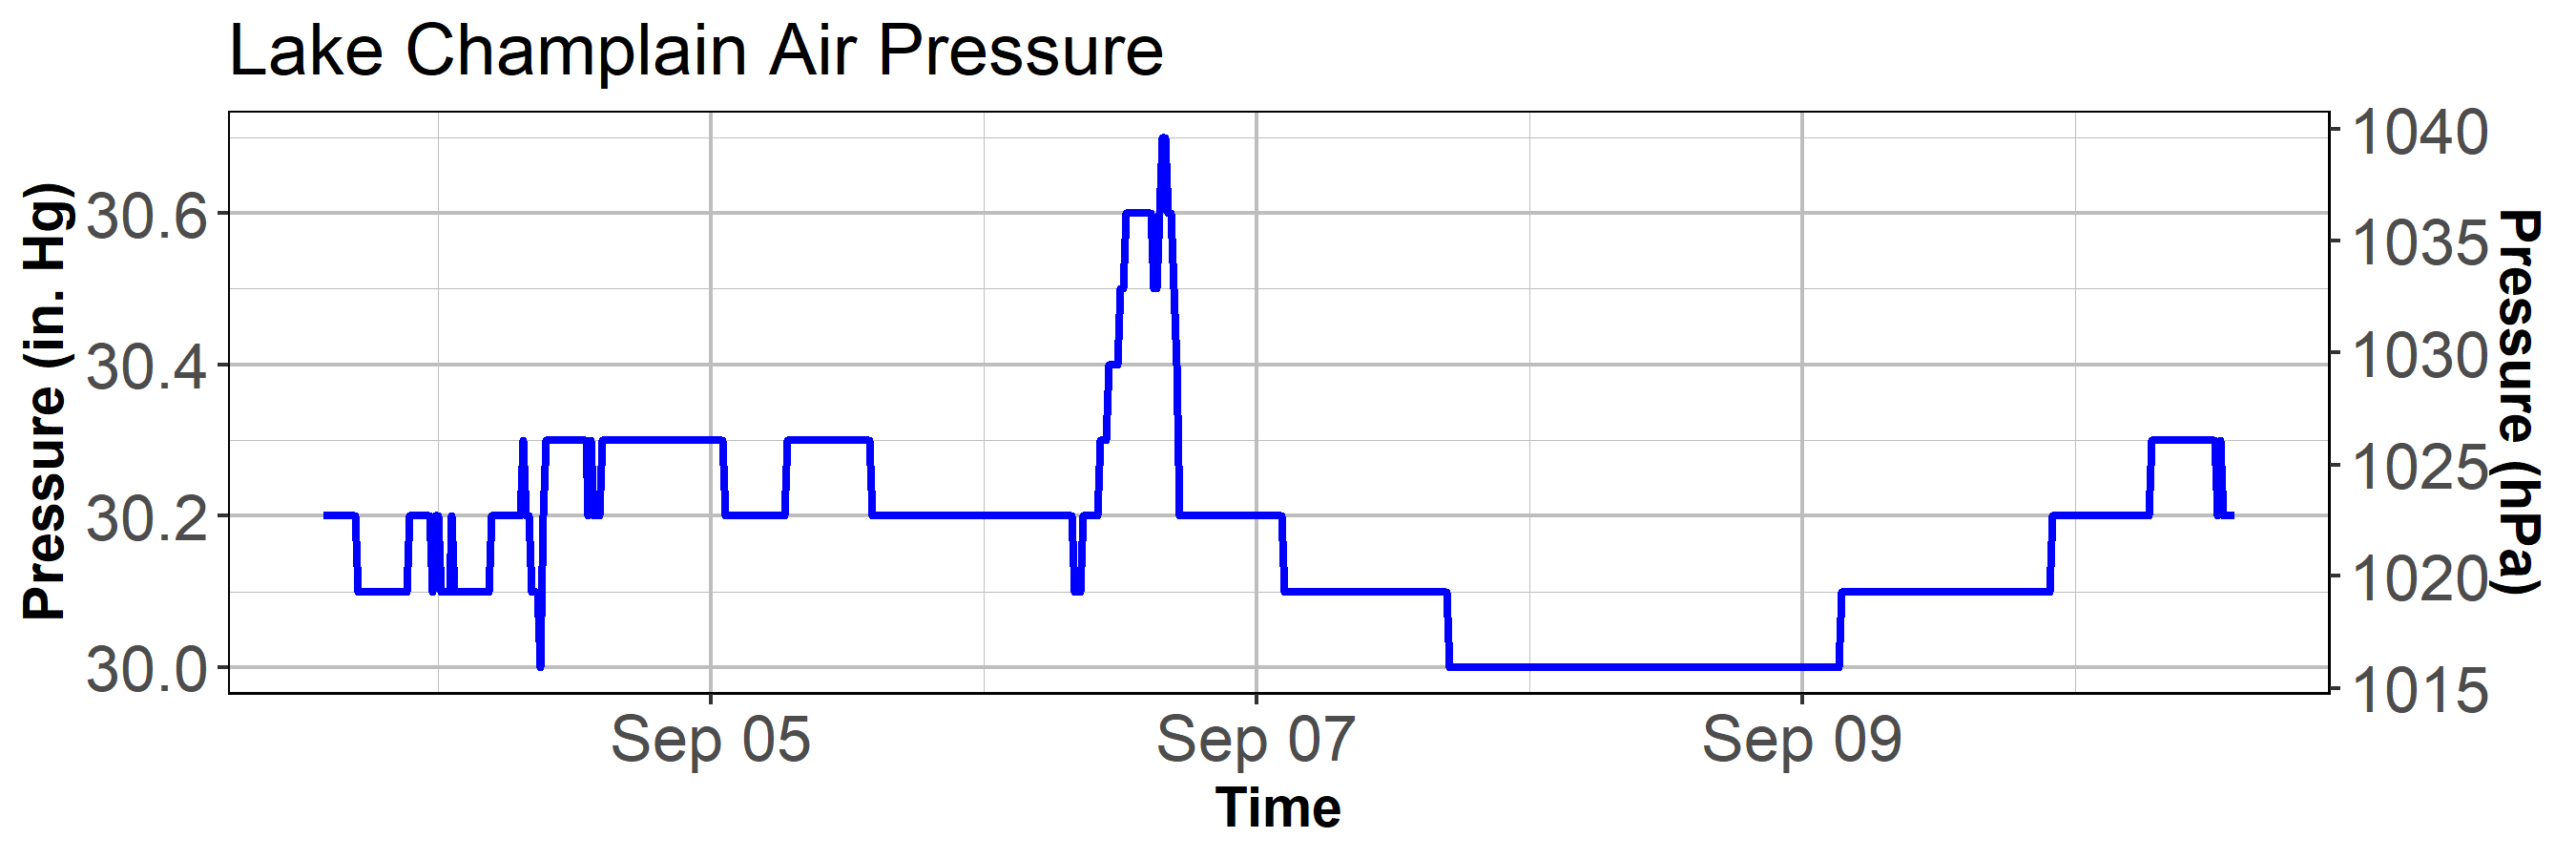 Lake Champlain Air Pressure
Pressure (in. Hg)
30.6
30.4
30.2
30.0
1040
1035
1030
1025
1020
1015
Pressure (hPa)
Sep 05 Sep 07 Sep 09
Time